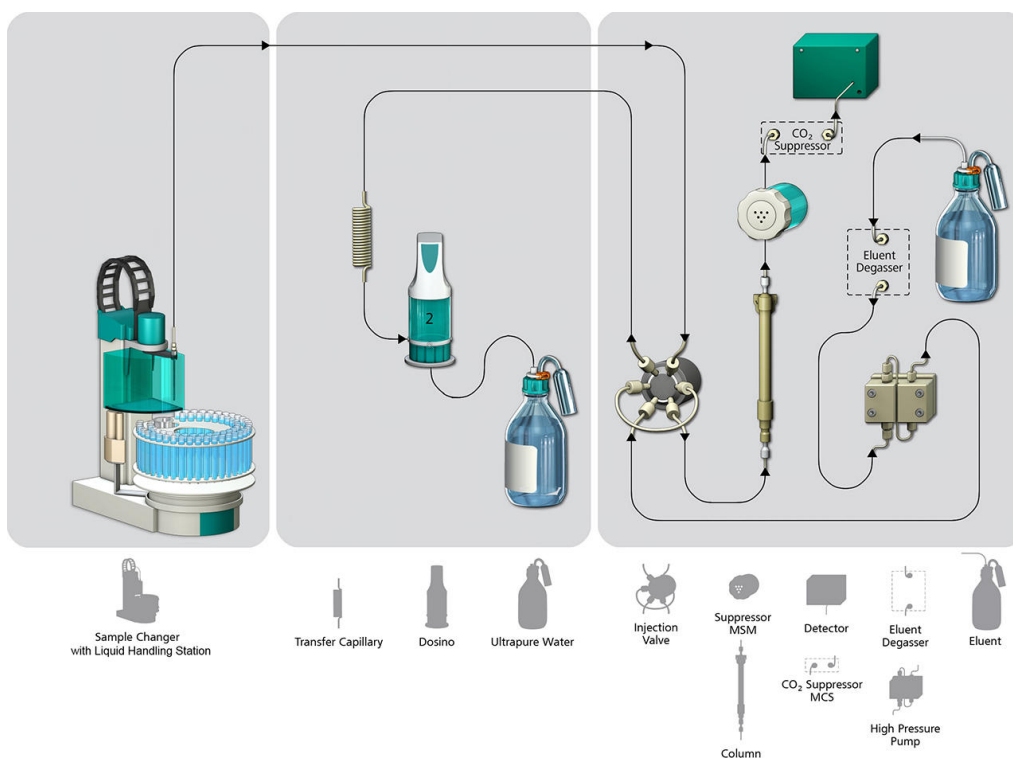 CO2
Suppressor
Eluent
Degasser
2
Sample Changer
with Liquid Handling Station
Transfer Capillary
Dosino
Ultrapure Water
Injection
Valve
Suppressor
MSM
Detector
Eluent
Degasser
Eluent
CO2 Suppressor
MCS
High Pressure
Pump
Column